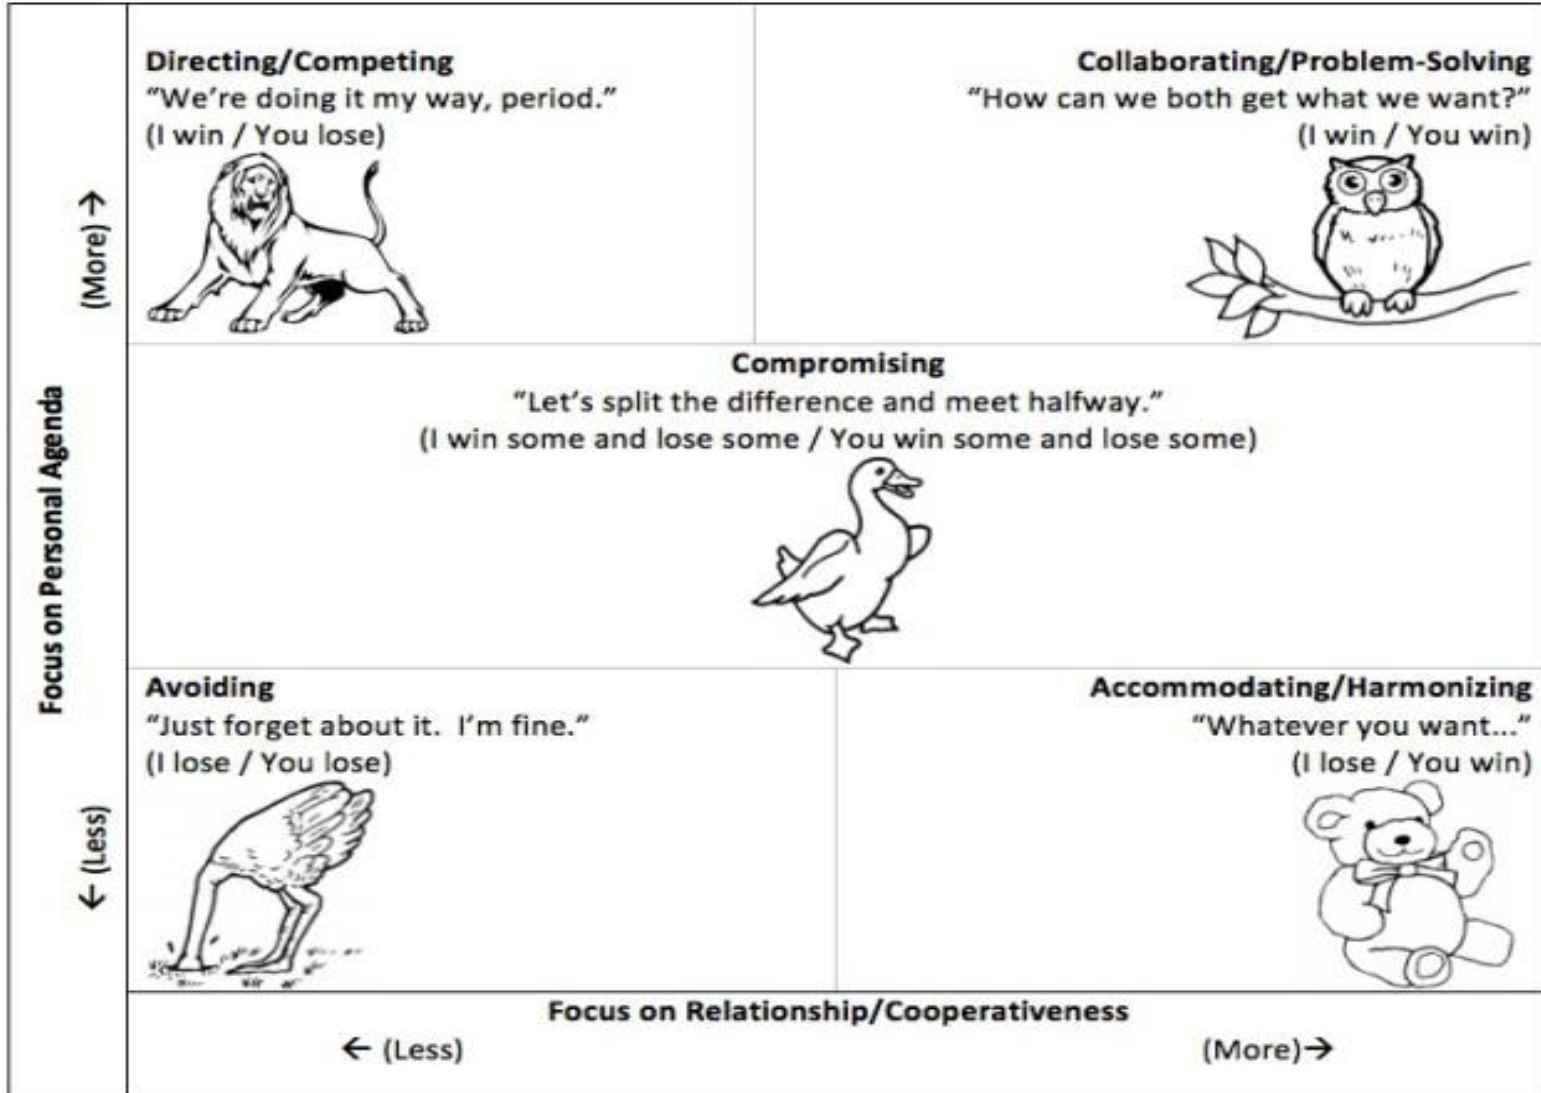 Directing/Competing
“We’re doing it my way, period.”
(I win / You lose)
Collaborating/Problem-Solving
“How can we both get what we want?”
(I win / You win)
Compromising
“Let’s split the difference and meet halfway.”
(I win some and lose some / You win some and lose some)
Avoiding
“Just forget about it.  I’m fine.”
(I lose / You lose)
Accommodating/Harmonizing
“Whatever you want...”
(I lose / You win)
Focus on Personal Agenda
(More) →
← (Less)
Focus on Relationship/Cooperativeness
← (Less)
(More)→